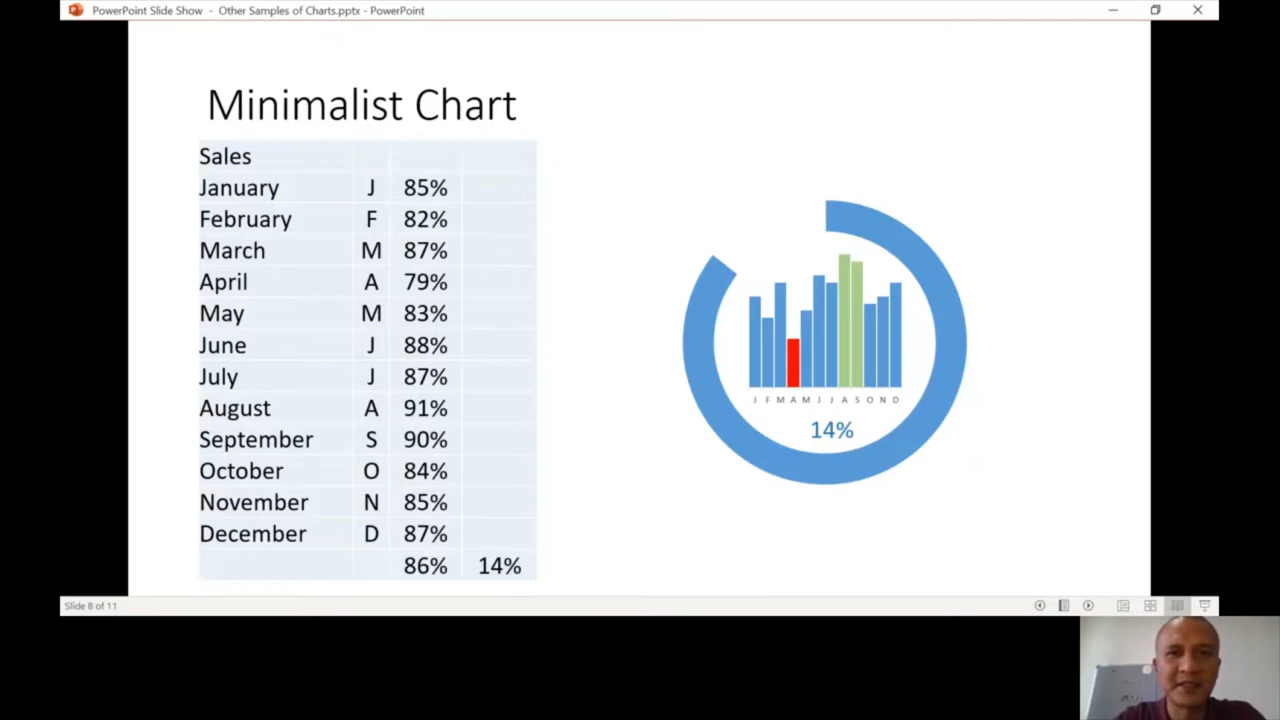 PowerPoint Slide Show - Other Samples of Charts.pptx - PowerPoint
Minimalist Chart
Sales
January J 85%
February F 82%
March M 87%
April A 79%
May M 83%
June J 88%
July J 87%
August A 91%
September S 90%
October O 84%
November N 85%
December D 87%
86% 14%
J F M A M J J A S O N D
14%
Slide 8 of 11